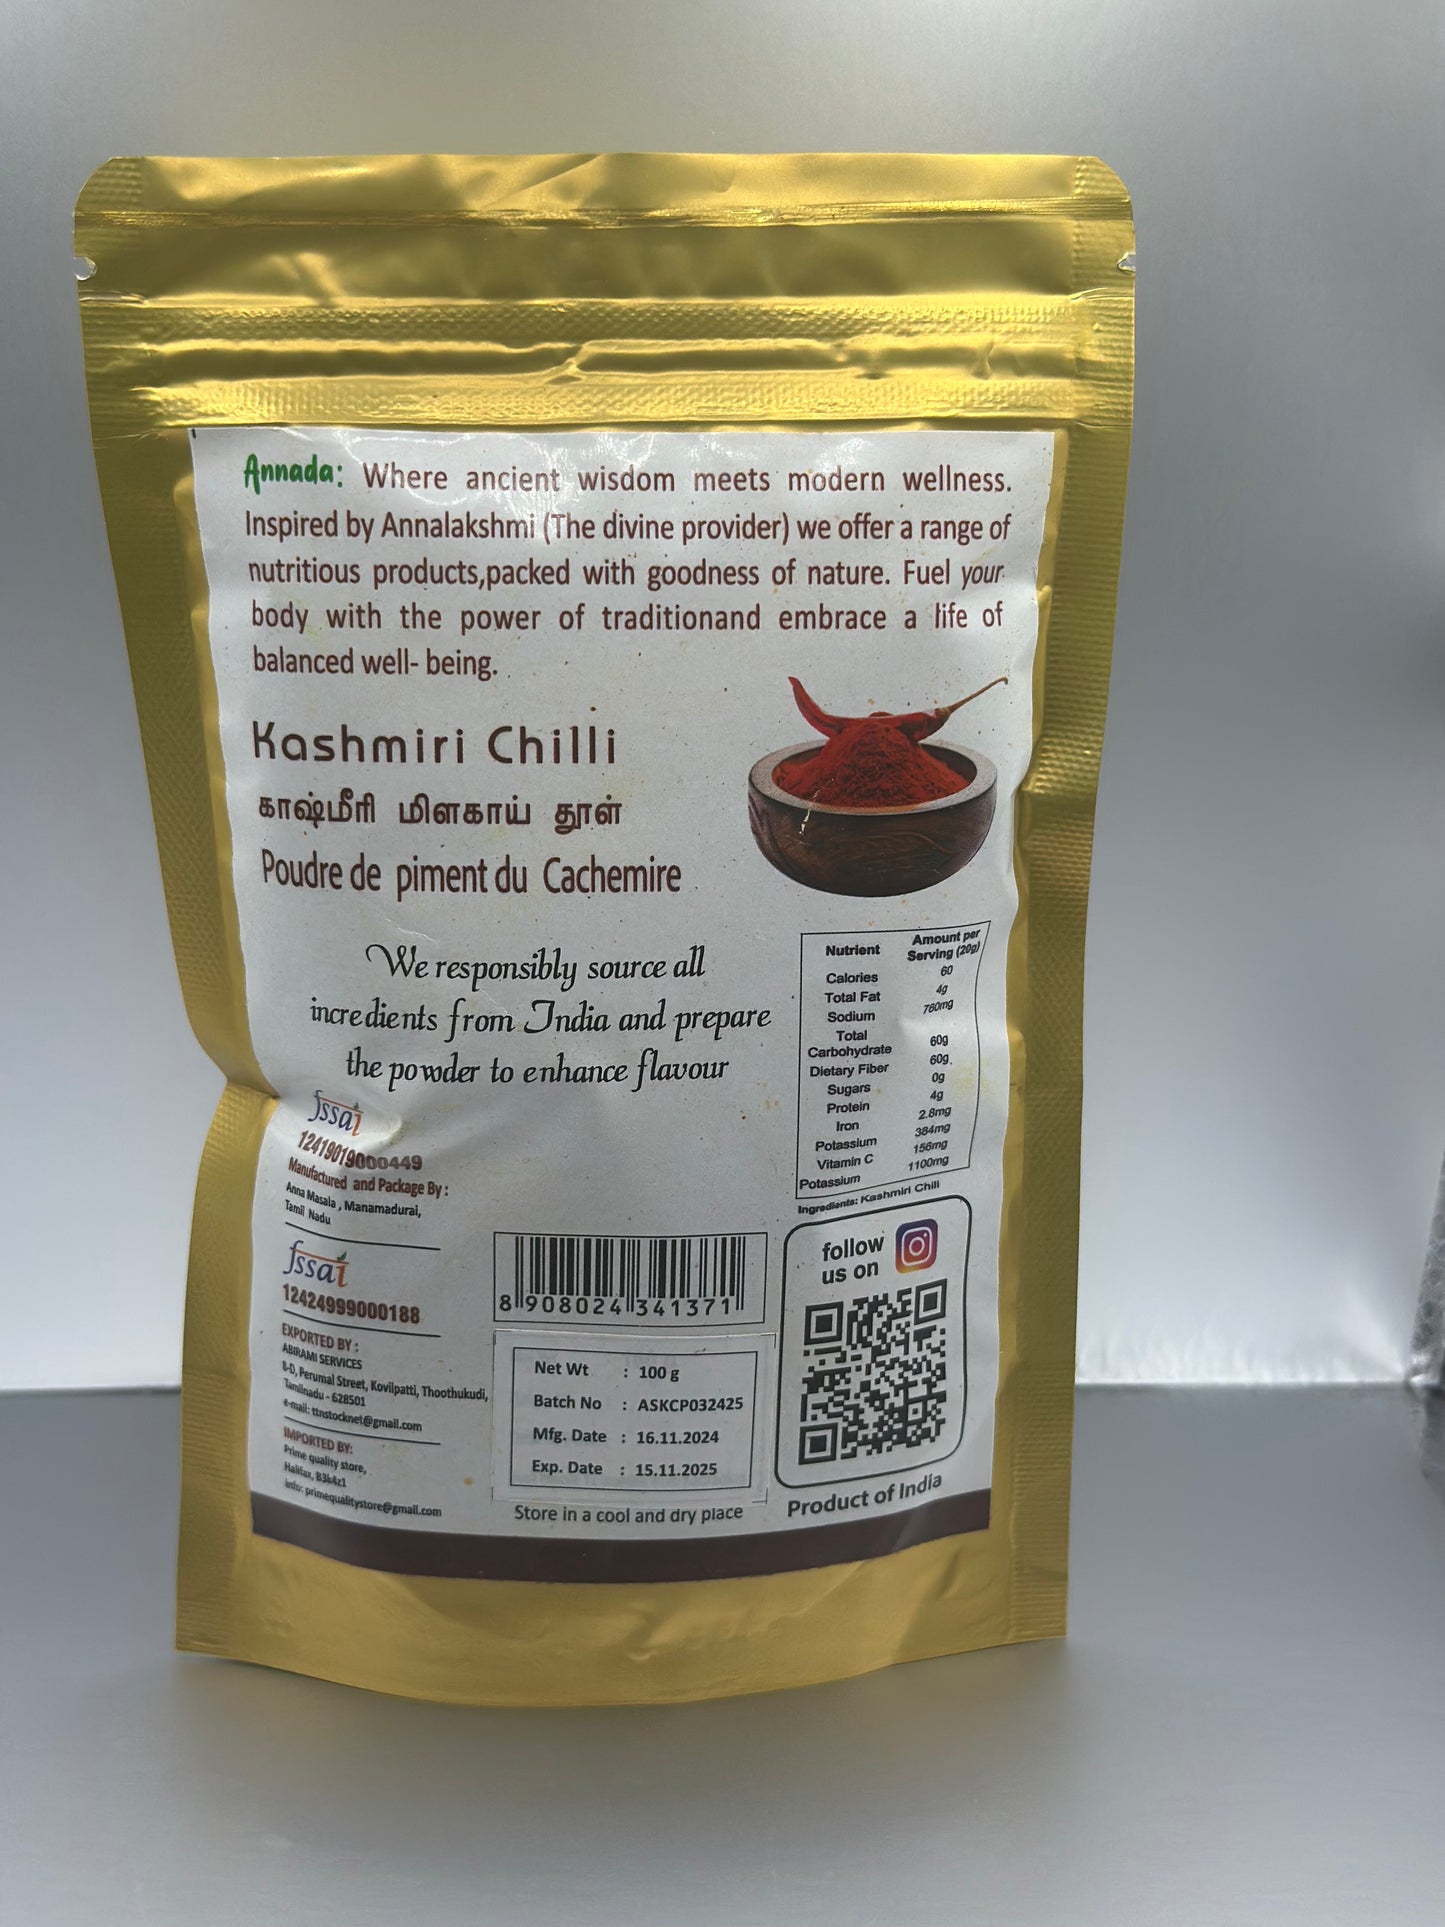 Annada: Where ancient wisdom meets modern wellness.
Inspired by Annalakshmi (The divine provider) we offer a range of
nutritious products,packed with goodness of nature. Fuel your
body with the power of traditionand embrace a life of
balanced well- being.
Kashmiri Chilli
காஷ்மீரி மிளகாய் தூள்
Poudre de piment du Cachemire
We responsibly source all
incredients from India and prepare
the powder to enhance flavour
Nutrient Amount per
Serving (20g)
Calories 60
Total Fat 4g
Sodium 760mg
Total
Carbohydrate 60g
Dietary Fiber 60g
Sugars 0g
Protein 4g
Iron 2.8mg
Potassium 384mg
Vitamin C 156mg
Potassium 1100mg
Ingredients: Kashmiri Chili
fssai
12419019000449
Manufactured and Package By :
Anna Masala , Manamadurai,
Tamil Nadu
fssai
12424999000188
EXPORTED BY :
ABIRAMI SERVICES
8-D, Perumal Street, Kovilpatti, Thoothukudi,
Tamilnadu - 628501
e-mail: ttnstocknet@gmail.com
IMPORTED BY:
Prime quality store,
Halifax, B3k4z1
info: primequalitystore@gmail.com
8 908024 341371
Net Wt : 100 g
Batch No : ASKCP032425
Mfg. Date : 16.11.2024
Exp. Date : 15.11.2025
Store in a cool and dry place
follow
us on
Product of India